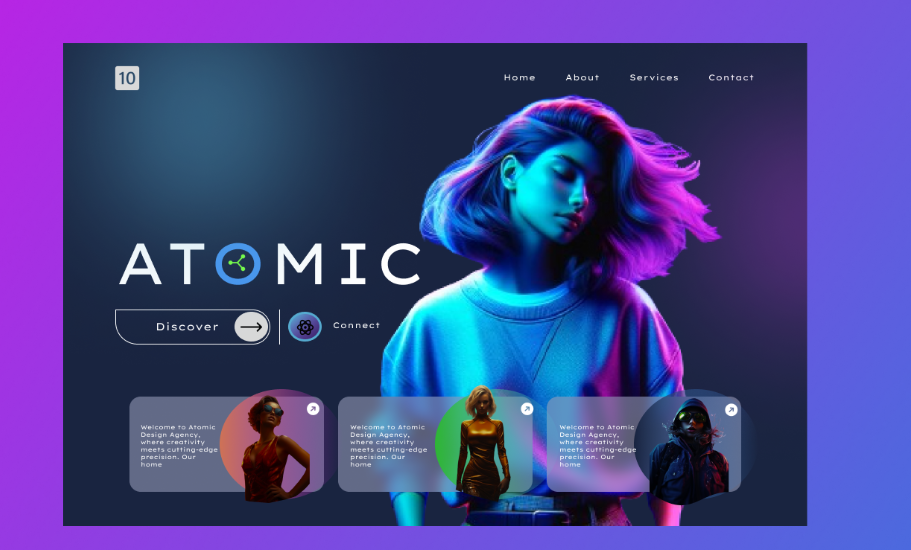 10
Home About Services Contact
ATOMIC
Discover
Connect
Welcome to Atomic
Design Agency,
where creativity
meets cutting-edge
precision. Our
home
Welcome to Atomic
Design Agency,
where creativity
meets cutting-edge
precision. Our
home
Welcome to Atomic
Design Agency,
where creativity
meets cutting-edge
precision. Our
home